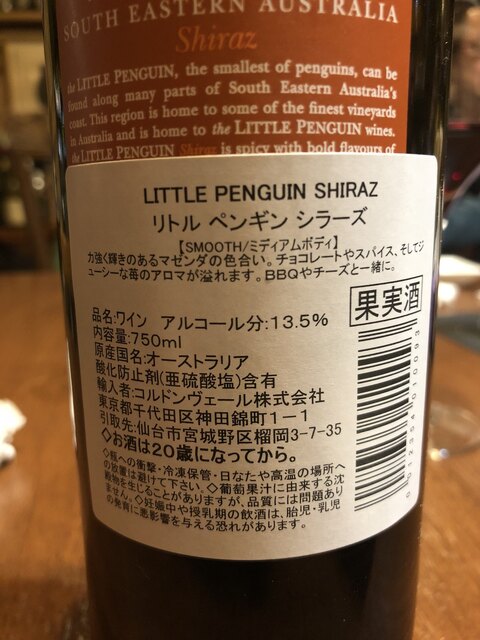 SOUTH EASTERN AUSTRALIA
Shiraz
the LITTLE PENGUIN, the smallest of penguins, can be
found along many parts of South Eastern Australia's
coast. This region is home to some of the finest vineyards
in Australia and is home to the LITTLE PENGUIN wines.
the LITTLE PENGUIN Shiraz is spicy with bold flavours of
LITTLE PENGUIN SHIRAZ
リトル ペンギン シラーズ
【SMOOTH/ミディアムボディ】
力強く輝きのあるマゼンダの色合い。チョコレートやスパイス、そしてジ
ューシーな苺のアロマが溢れます。BBQやチーズと一緒に。
果実酒
品名:ワイン アルコール分:13.5%
内容量:750ml
原産国名:オーストラリア
酸化防止剤(亜硫酸塩)含有
輸入者:コルドンヴェール株式会社
東京都千代田区神田錦町1-1
引取先:仙台市宮城野区榴岡3-7-35
◇お酒は20歳になってから。
◇瓶への衝撃・冷凍保管・日なたや高温の場所へ
の放置は避けて下さい。◇葡萄果汁に由来する沈
殿物を生じることがありますが、品質には問題あり
ません。◇妊娠中や授乳期の飲酒は、胎児・乳児
の発育に悪影響を与える恐れがあります。